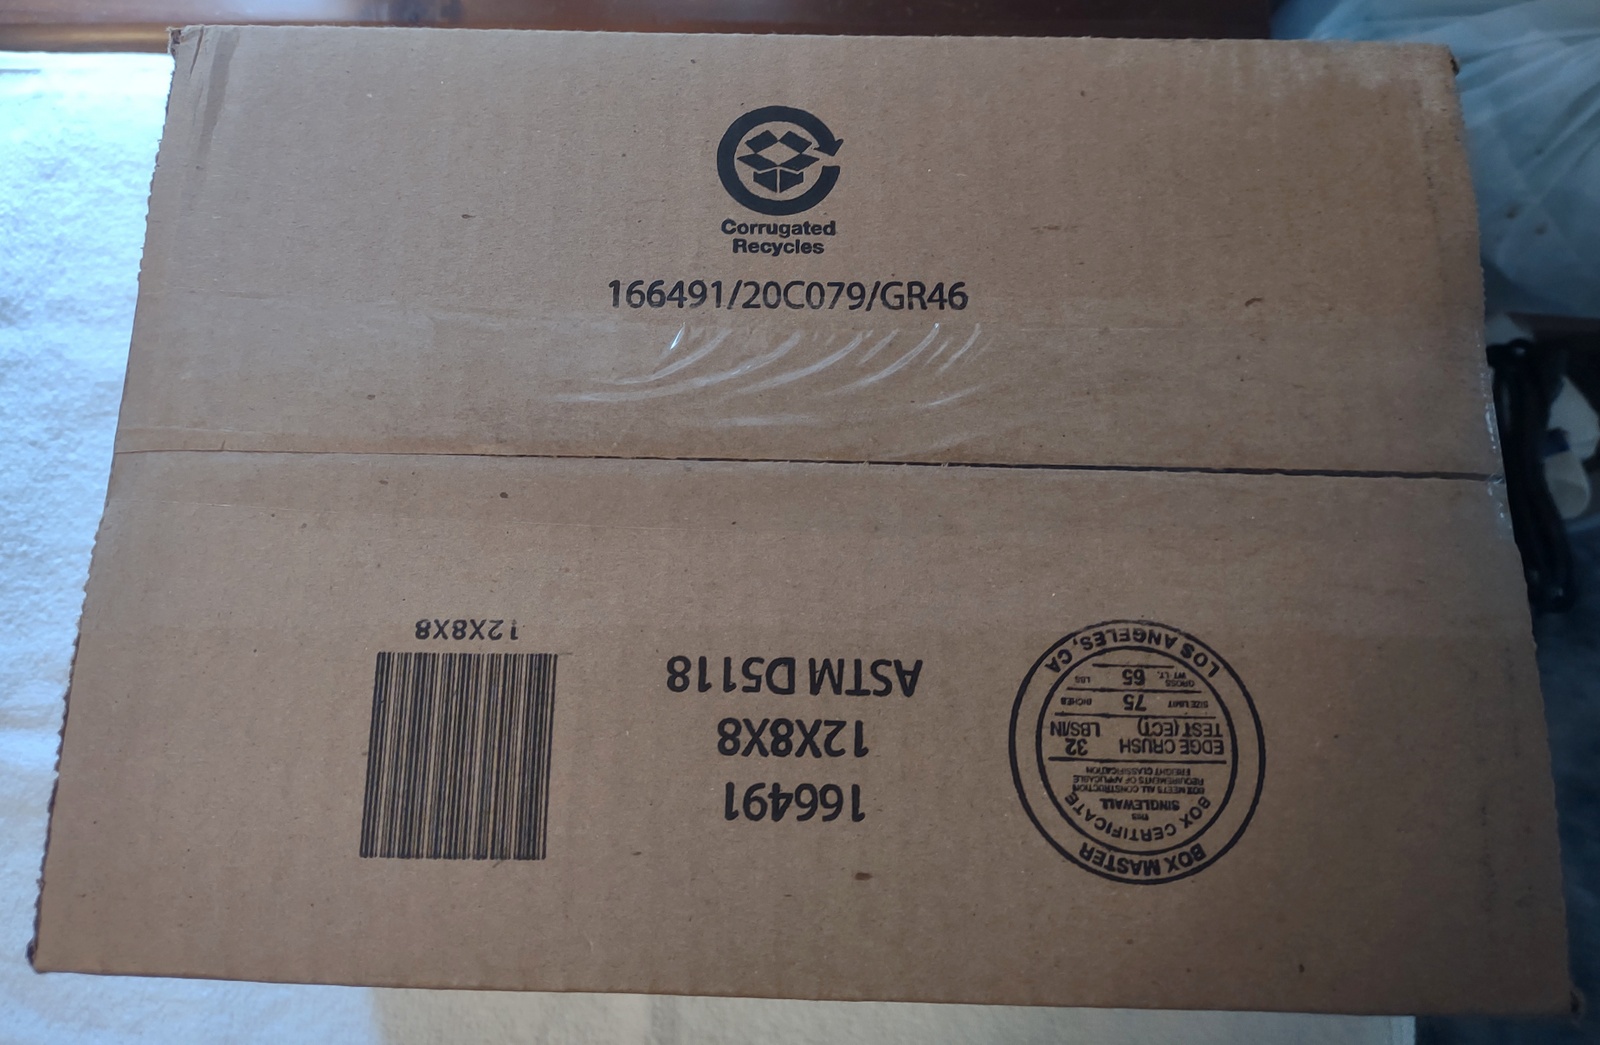 Corrugated
Recycles
166491/20C079/GR46
166491
12X8X8
ASTM D5118
12X8X8
BOX MASTER
BOX CERTIFICATE
this
SINGLEWALL
BOX MEETS ALL CONSTRUCTION
REQUIREMENTS OF APPLICABLE
FREIGHT CLASSIFICATION
EDGE CRUSH 32 LBS/IN
TEST (ECT)
SIZE LIMIT 75 INCHES
GROSS WT. LT. 65 LBS
LOS ANGELES, CA